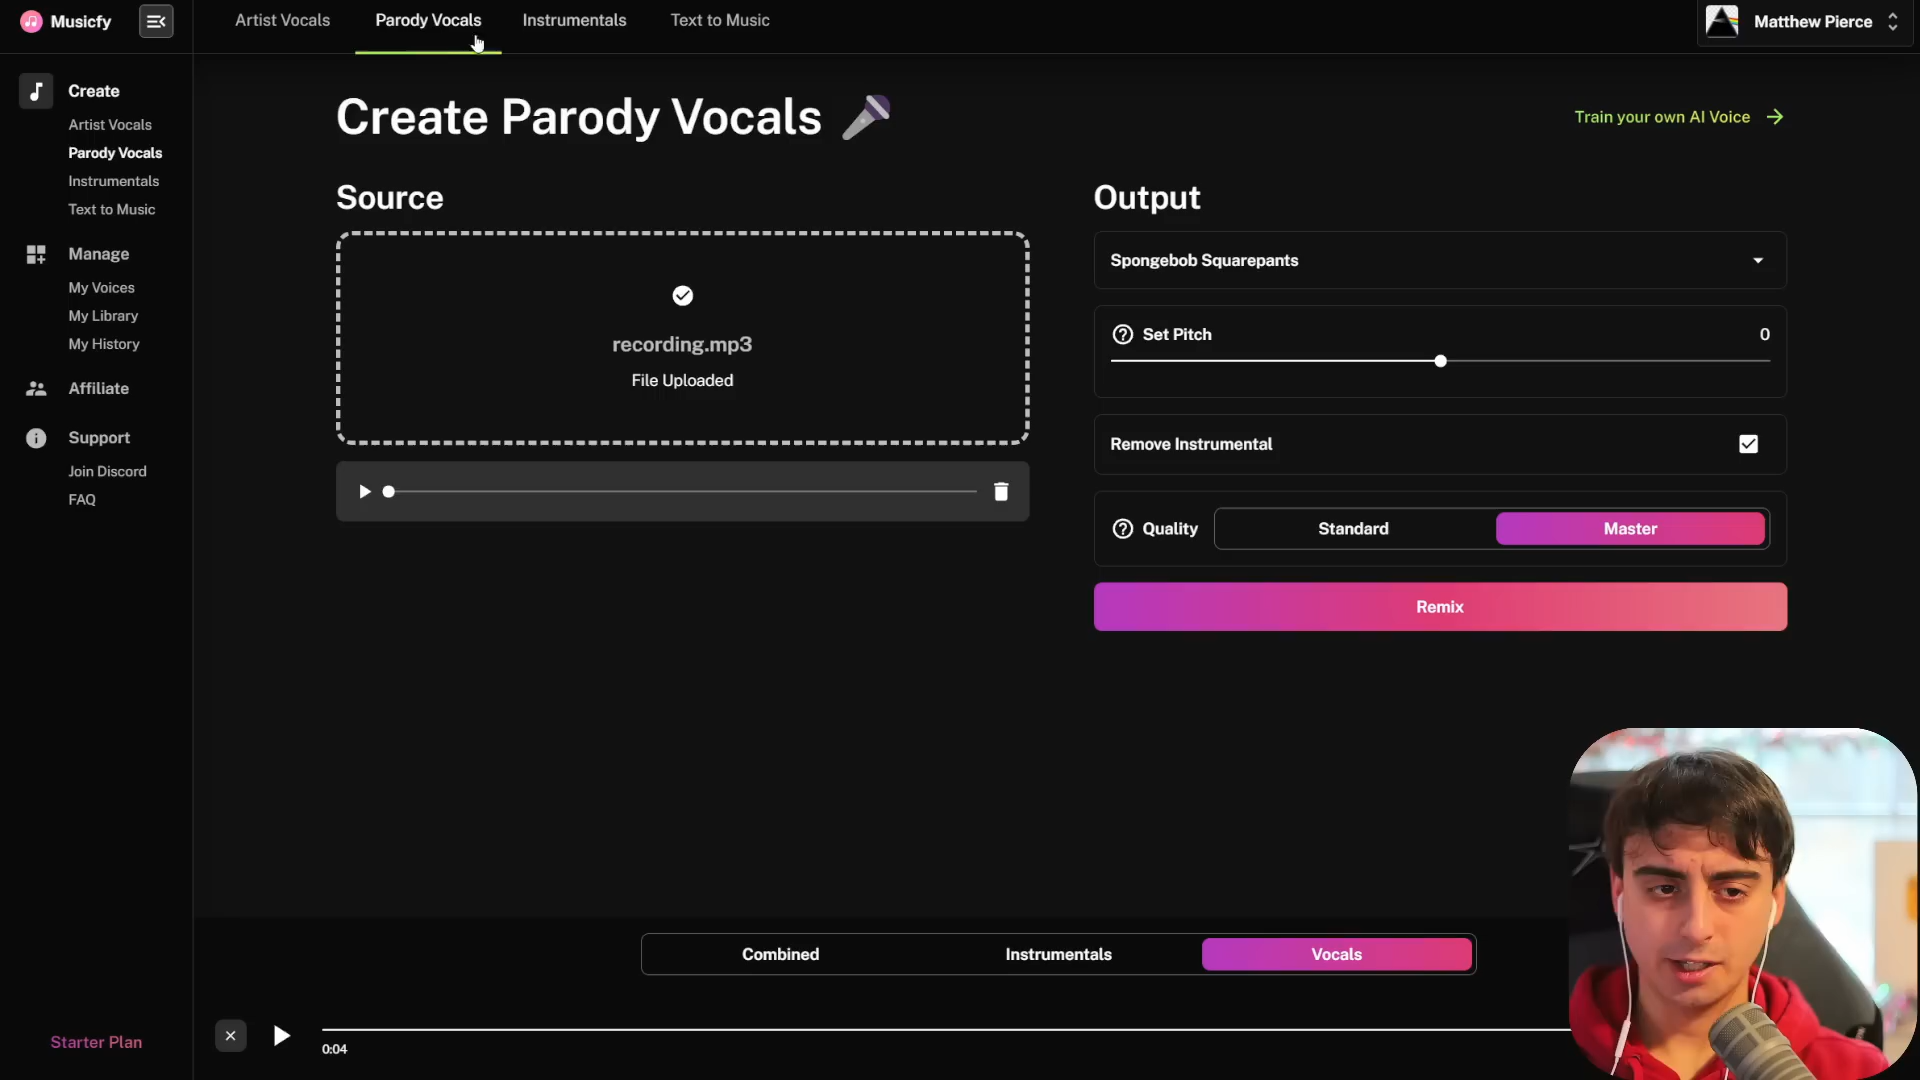 Musicfy
Artist Vocals
Parody Vocals
Instrumentals
Text to Music
Matthew Pierce
Create
Artist Vocals
Parody Vocals
Instrumentals
Text to Music
Manage
My Voices
My Library
My History
Affiliate
Support
Join Discord
FAQ
Starter Plan
Create Parody Vocals
Train your own AI Voice
Source
recording.mp3
File Uploaded
Output
Spongebob Squarepants
Set Pitch
0
Remove Instrumental
Quality
Standard
Master
Remix
Combined
Instrumentals
Vocals
0:04